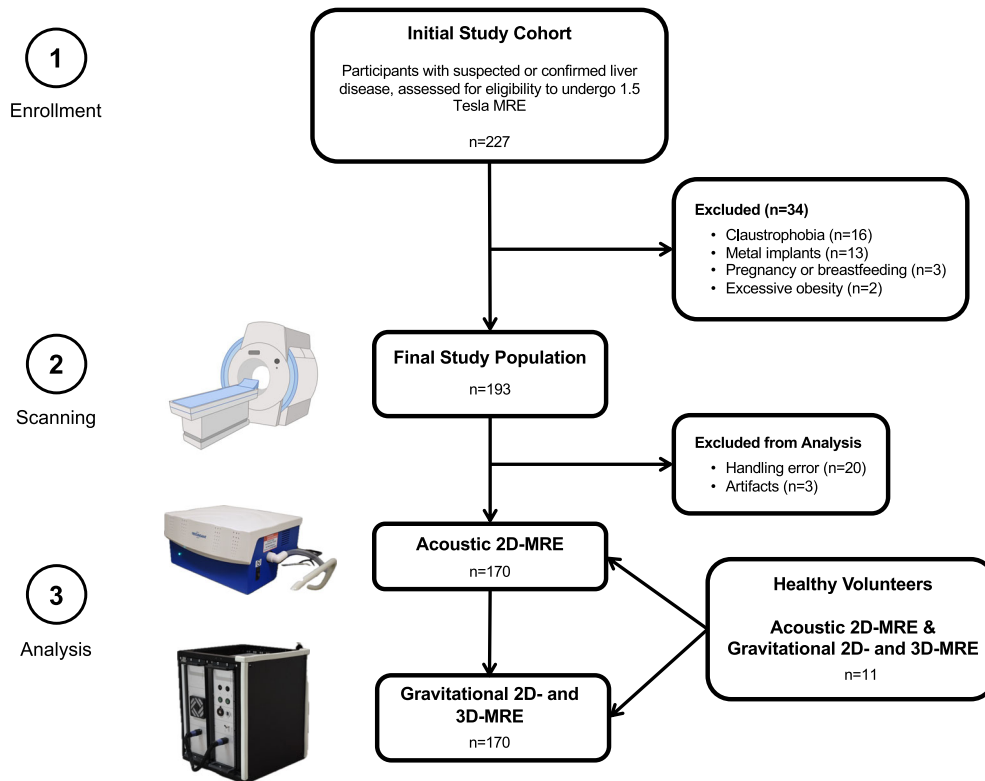 1
Enrollment
Initial Study Cohort
Participants with suspected or confirmed liver
disease, assessed for eligibility to undergo 1.5
Tesla MRE
n=227
Excluded (n=34)
• Claustrophobia (n=16)
• Metal implants (n=13)
• Pregnancy or breastfeeding (n=3)
• Excessive obesity (n=2)
2
Scanning
Final Study Population
n=193
Excluded from Analysis
• Handling error (n=20)
• Artifacts (n=3)
3
Analysis
Acoustic 2D-MRE
n=170
Healthy Volunteers
Acoustic 2D-MRE &
Gravitational 2D- and 3D-MRE
n=11
Gravitational 2D- and
3D-MRE
n=170